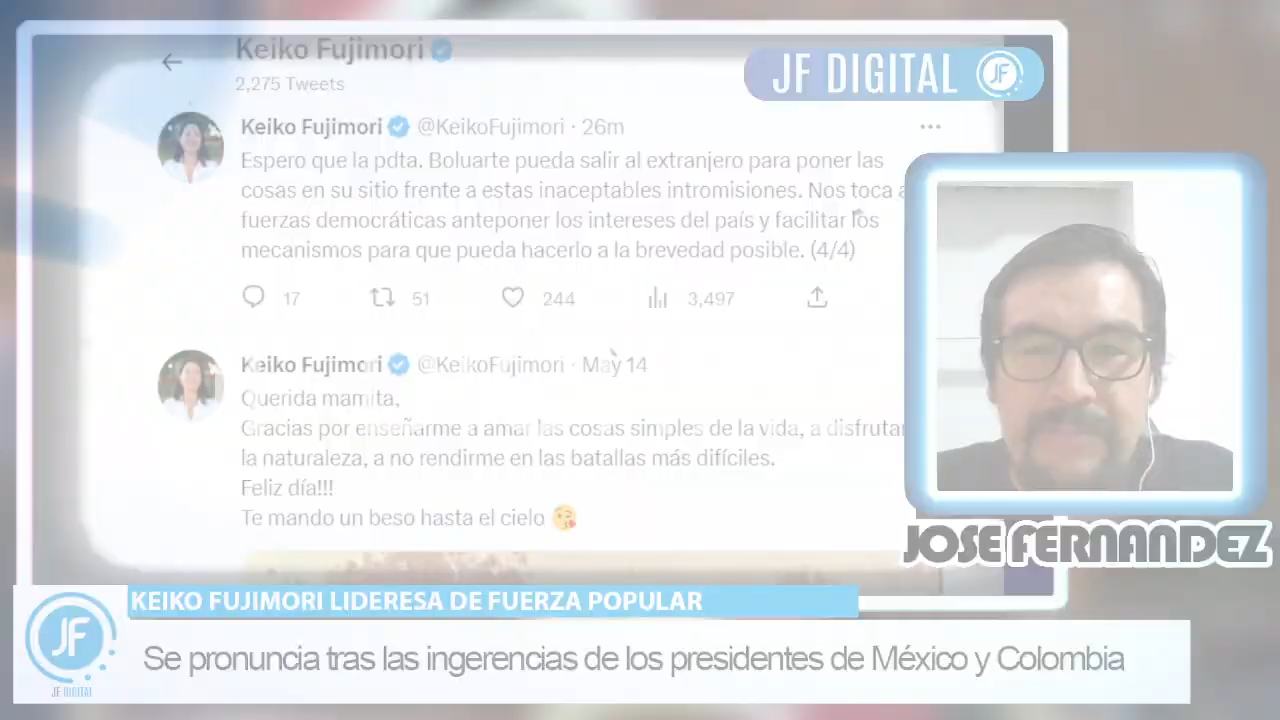 Keiko Fujimori
2,275 Tweets
JF DIGITAL JF
Keiko Fujimori @KeikoFujimori · 26m
Espero que la pdta. Boluarte pueda salir al extranjero para poner las
cosas en su sitio frente a estas inaceptables intromisiones. Nos toca a
fuerzas democráticas anteponer los intereses del país y facilitar los
mecanismos para que pueda hacerlo a la brevedad posible. (4/4)
17 51 244 3,497
Keiko Fujimori @KeikoFujimori · May 14
Querida mamita,
Gracias por enseñarme a amar las cosas simples de la vida, a disfrutar
la naturaleza, a no rendirme en las batallas más difíciles.
Feliz día!!!
Te mando un beso hasta el cielo 😘
JOSE FERNANDEZ
KEIKO FUJIMORI LIDERESA DE FUERZA POPULAR
JF
JF DIGITAL
Se pronuncia tras las ingerencias de los presidentes de México y Colombia